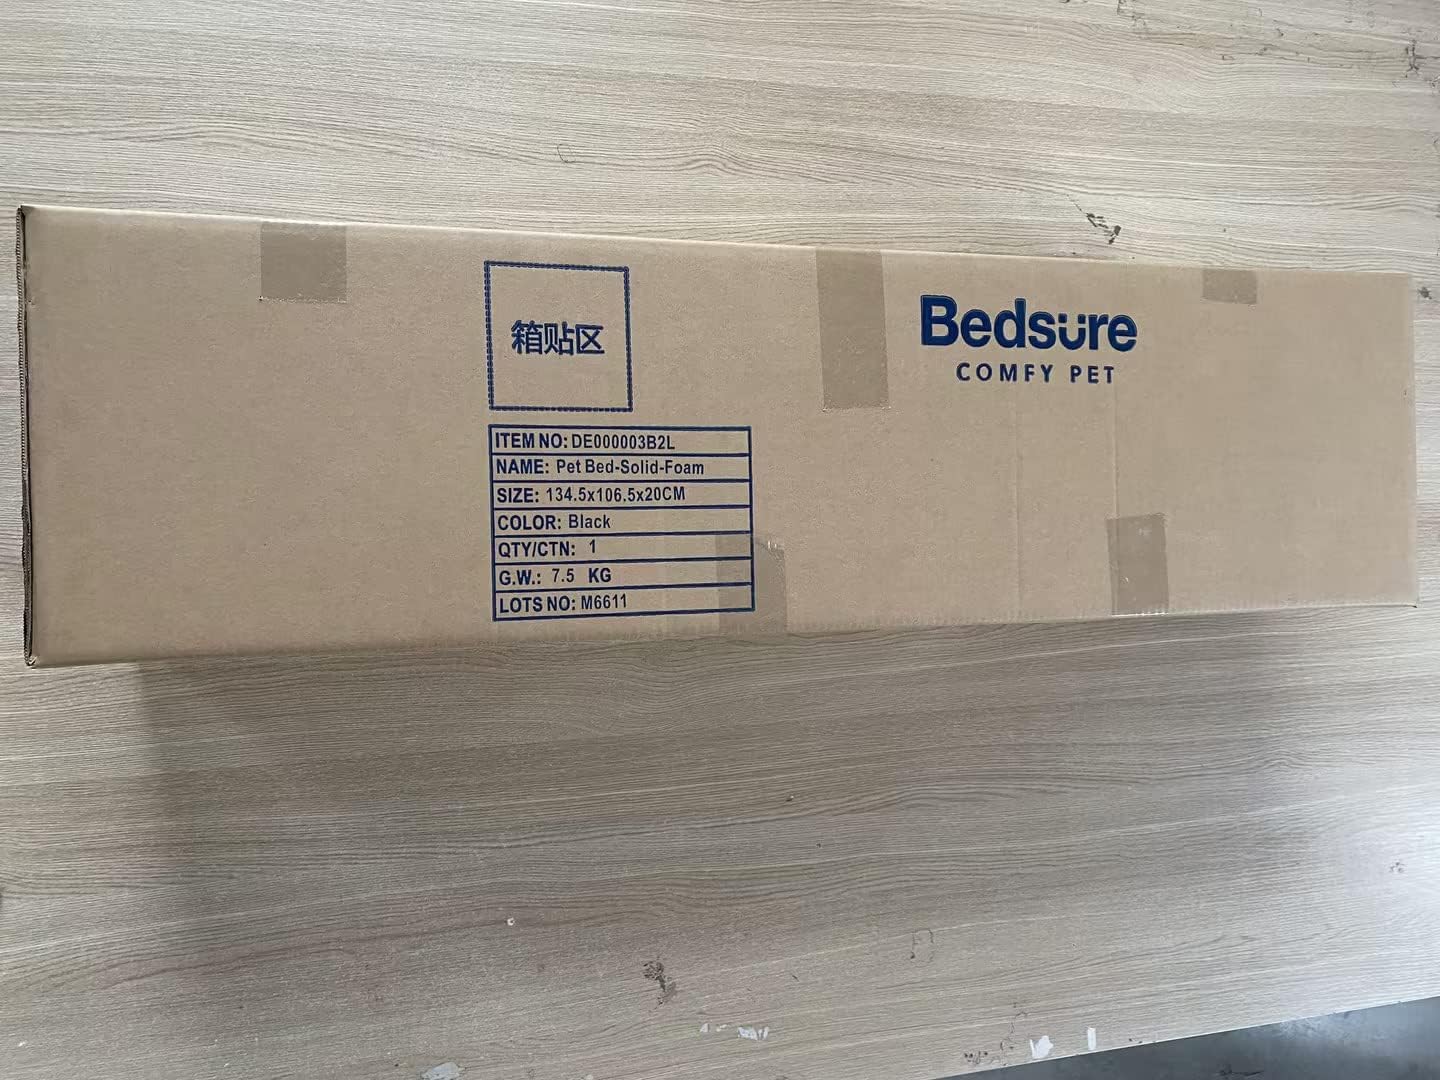 箱贴区
Bedsüre
COMFY PET
ITEM NO: DE000003B2L
NAME: Pet Bed-Solid-Foam
SIZE: 134.5x106.5x20CM
COLOR: Black
QTY/CTN: 1
G.W.: 7.5 KG
LOTS NO: M6611